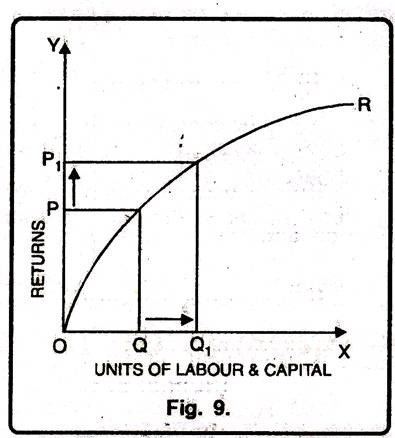 Y
R
P₁
P
RETURNS
O
Q
Q₁
X
UNITS OF LABOUR & CAPITAL
Fig. 9.